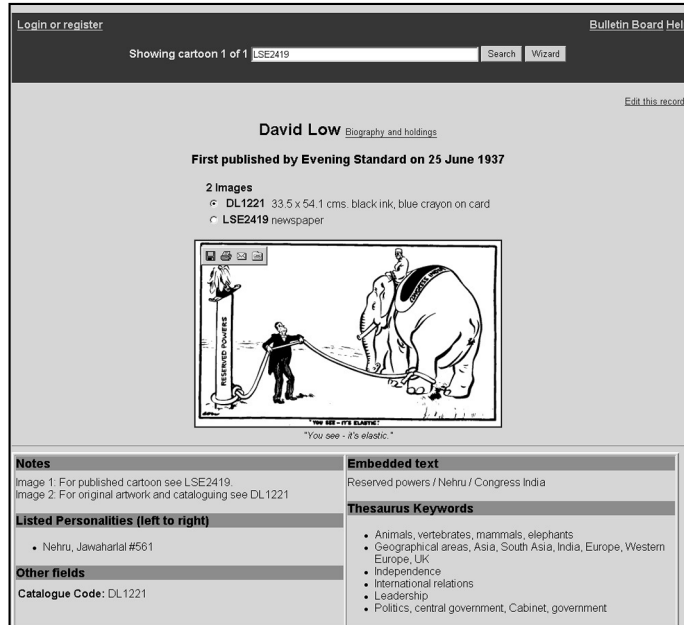 Login or register
Bulletin Board Hel
Showing cartoon 1 of 1 LSE2419 Search Wizard
Edit this record
David Low Biography and holdings
First published by Evening Standard on 25 June 1937
2 Images
DL1221 33.5 x 54.1 cms. black ink, blue crayon on card
LSE2419 newspaper
RESERVED POWERS
CONGRESS INDIA
"YOU SEE - IT'S ELASTIC."
"You see - it's elastic."
Notes
Image 1: For published cartoon see LSE2419.
Image 2: For original artwork and cataloguing see DL1221
Listed Personalities (left to right)
Nehru, Jawaharlal #561
Other fields
Catalogue Code: DL1221
Embedded text
Reserved powers / Nehru / Congress India
Thesaurus Keywords
Animals, vertebrates, mammals, elephants
Geographical areas, Asia, South Asia, India, Europe, Western
Europe, UK
Independence
International relations
Leadership
Politics, central government, Cabinet, government